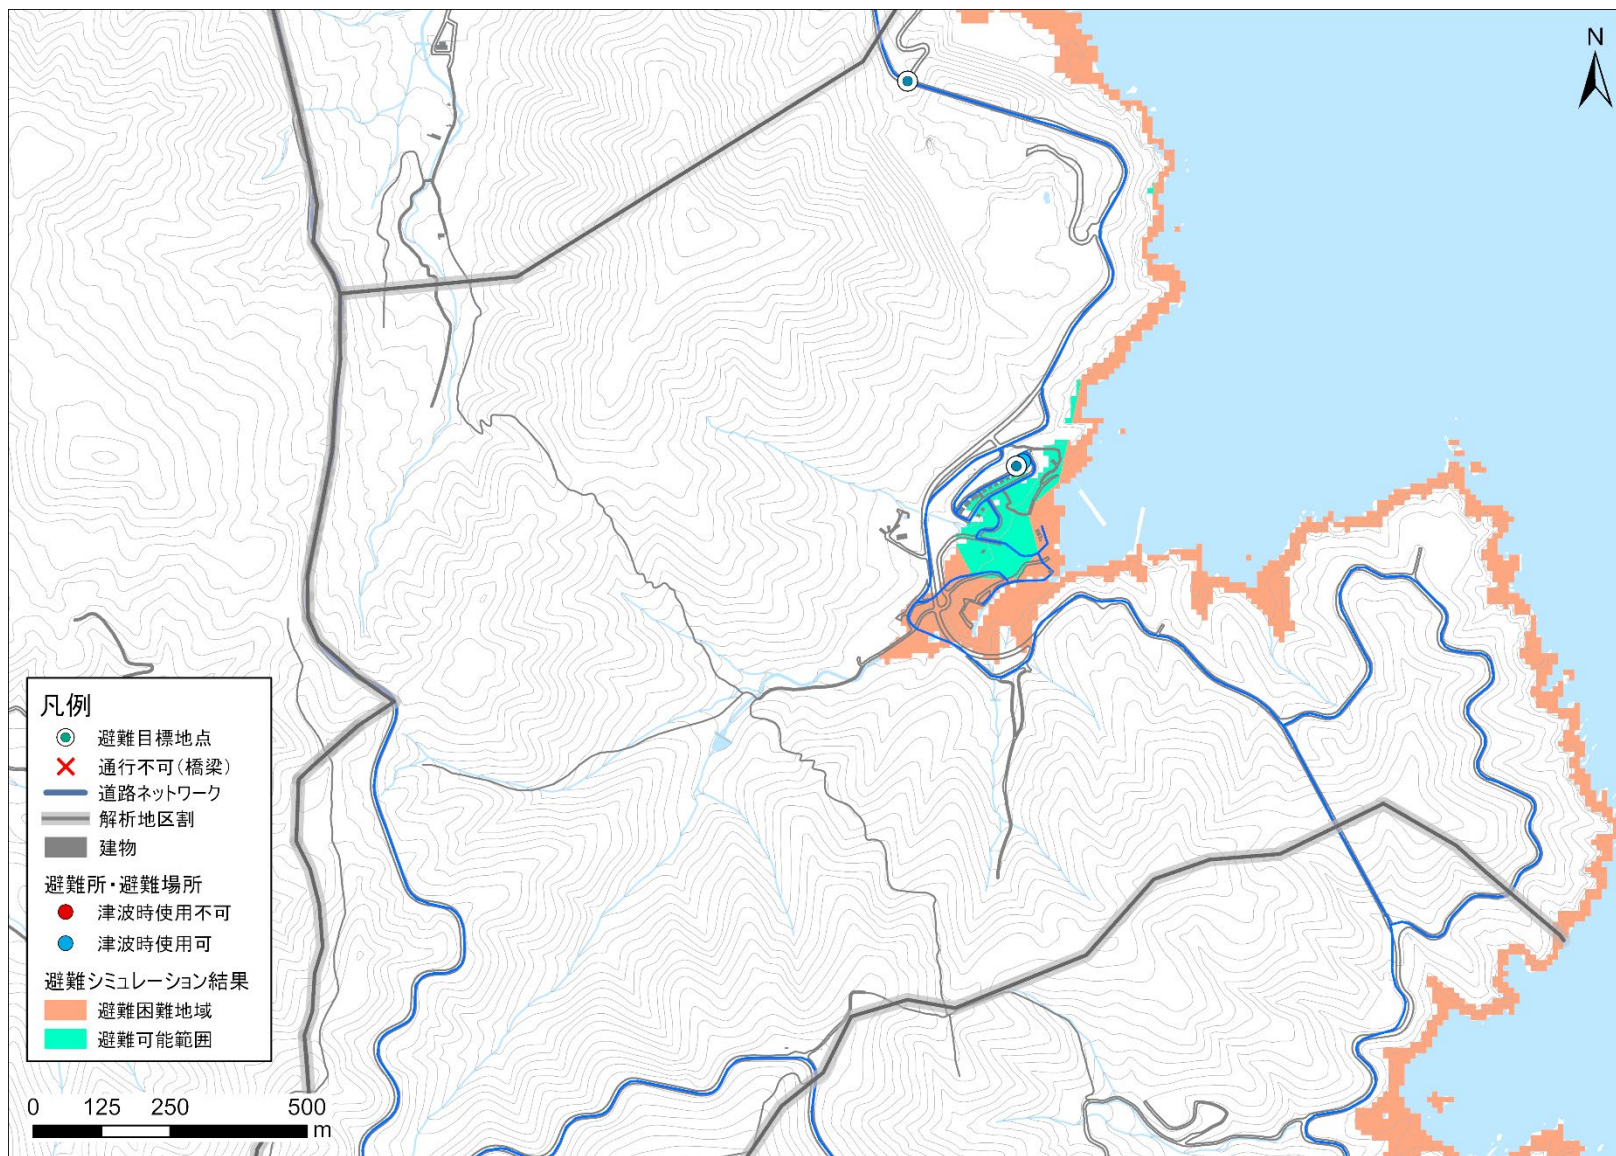 N
凡例
避難目標地点
通行不可(橋梁)
道路ネットワーク
解析地区割
建物
避難所・避難場所
津波時使用不可
津波時使用可
避難シミュレーション結果
避難困難地域
避難可能範囲
0 125 250 500
m